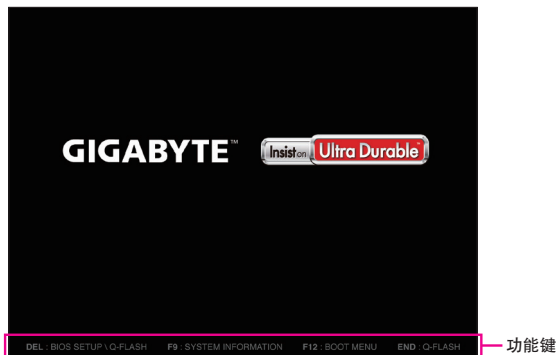 GIGABYTE™ Insist on Ultra Durable™
DEL : BIOS SETUP \ Q-FLASH F9 : SYSTEM INFORMATION F12 : BOOT MENU END : Q-FLASH
功能键